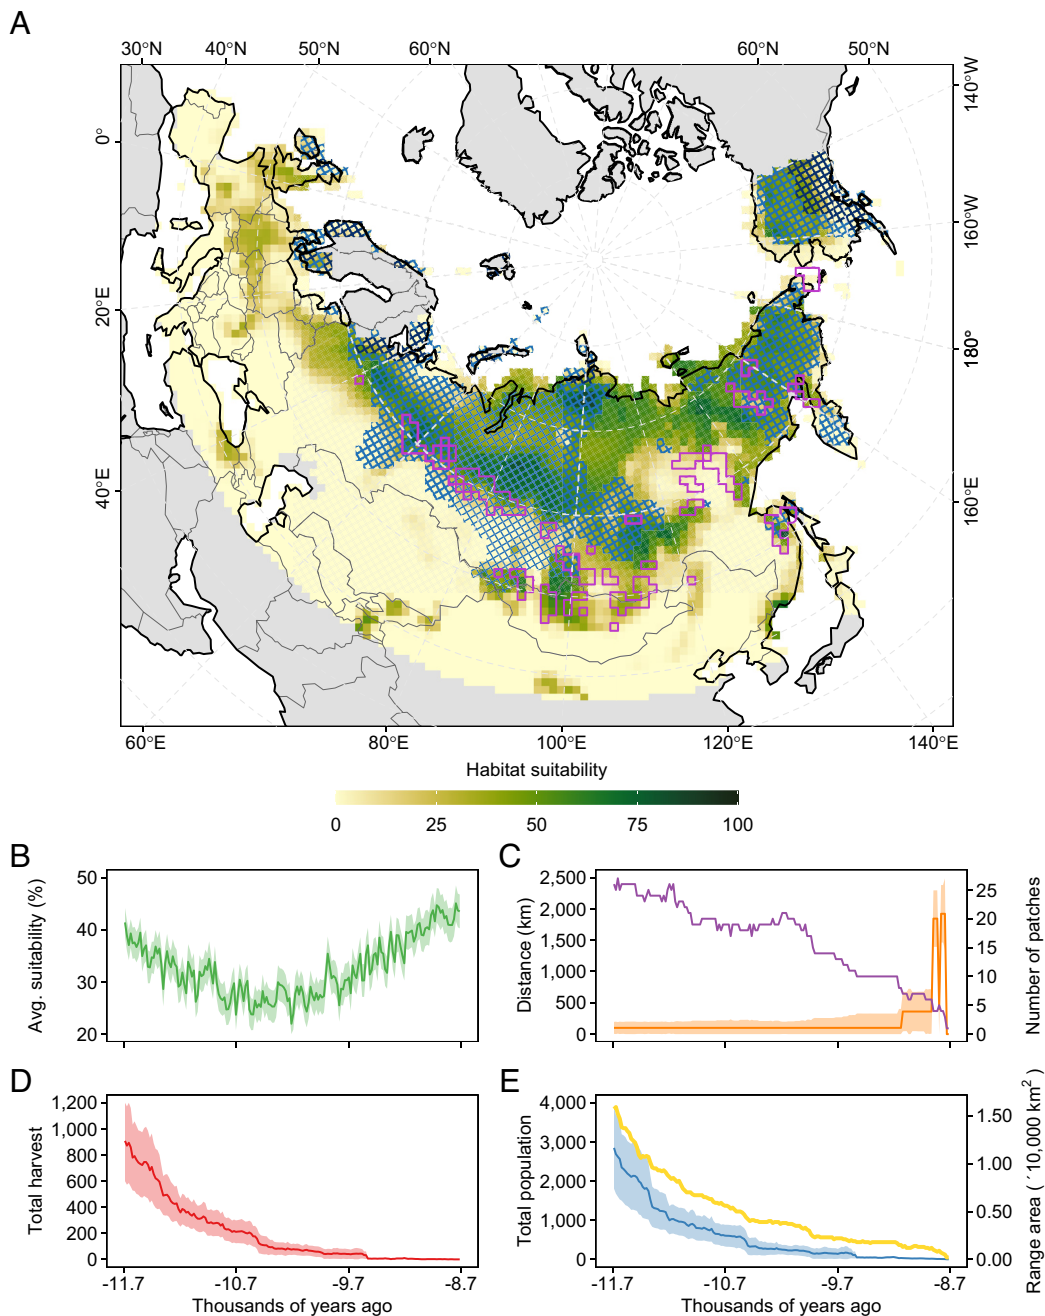 A
30°N 40°N 50°N 60°N 60°N 50°N
140°W
0°
160°W
20°E
180°
40°E
160°E
60°E 80°E 100°E 120°E 140°E
Habitat suitability
0 25 50 75 100
B
50
40
30
20
Avg. suitability (%)
C
2,500
2,000
1,500
1,000
500
0
Distance (km)
25
20
15
10
5
0
Number of patches
D
1,200
1,000
800
600
400
200
0
Total harvest
-11.7 -10.7 -9.7 -8.7
Thousands of years ago
E
4,000
3,000
2,000
1,000
0
Total population
1.50
1.00
0.50
0.00
Range area ( ´10,000 km²)
-11.7 -10.7 -9.7 -8.7
Thousands of years ago